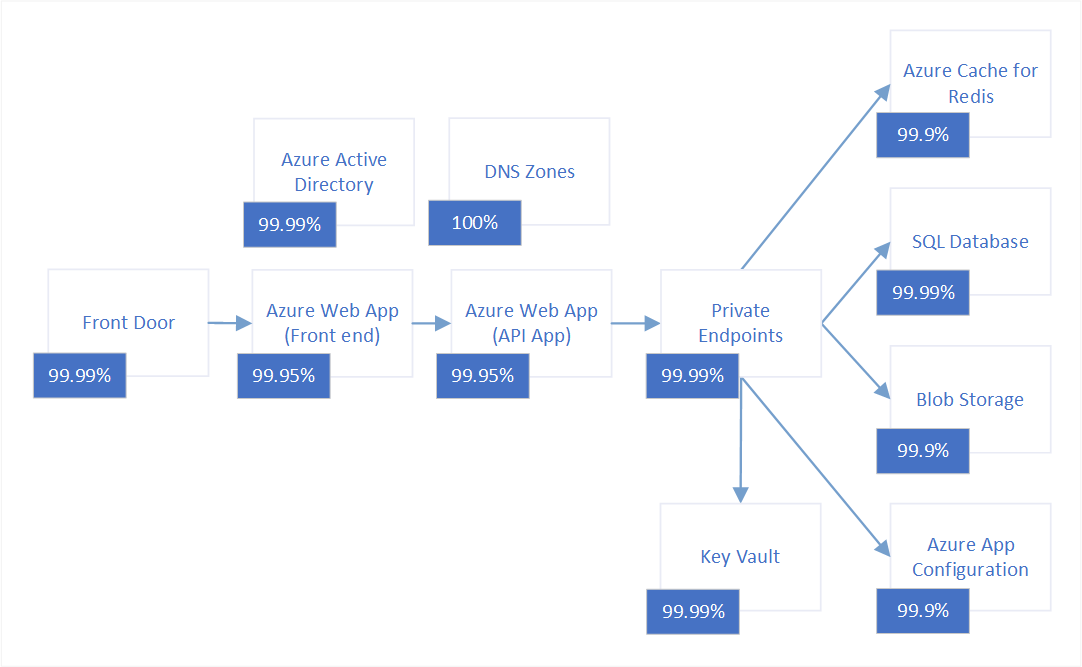 Azure Cache for
Redis
99.9%
Azure Active
Directory
99.99%
DNS Zones
100%
SQL Database
99.99%
Front Door
99.99%
Azure Web App
(Front end)
99.95%
Azure Web App
(API App)
99.95%
Private
Endpoints
99.99%
Blob Storage
99.9%
Key Vault
99.99%
Azure App
Configuration
99.9%